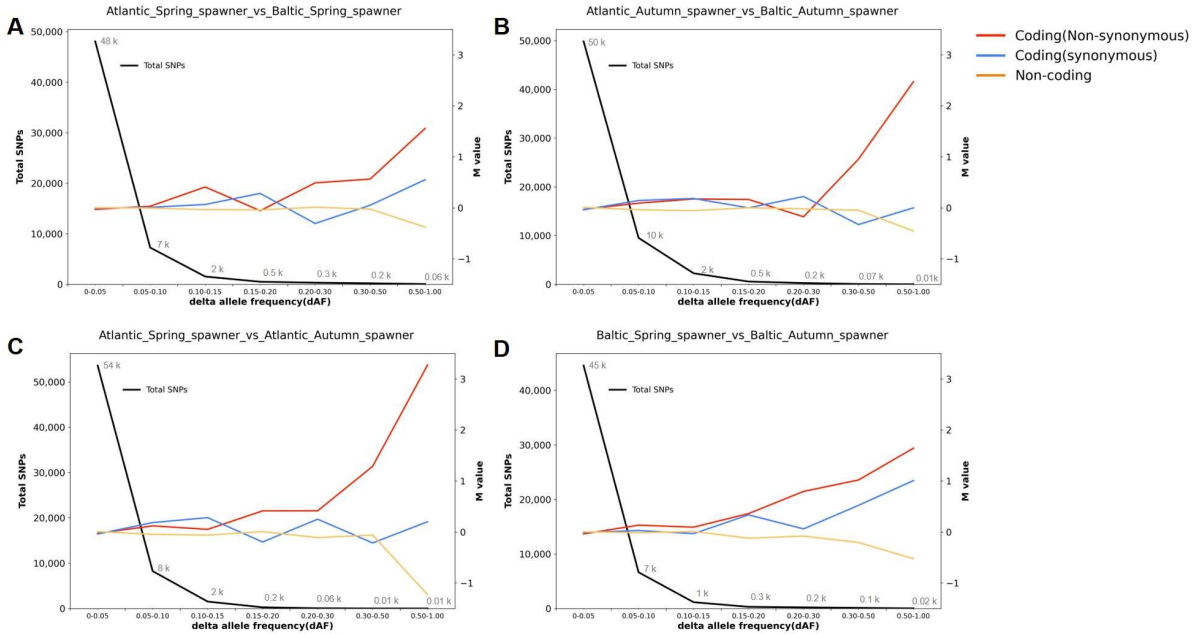 A
Atlantic_Spring_spawner_vs_Baltic_Spring_spawner
50,000
40,000
30,000
20,000
10,000
0
Total SNPs
48 k
Total SNPs
7 k
2 k
0.5 k
0.3 k
0.2 k
0.06 k
3
2
1
0
−1
M value
0-0.05
0.05-0.10
0.10-0.15
0.15-0.20
0.20-0.30
0.30-0.50
0.50-1.00
delta allele frequency(dAF)
B
Atlantic_Autumn_spawner_vs_Baltic_Autumn_spawner
50,000
40,000
30,000
20,000
10,000
0
Total SNPs
50 k
Total SNPs
10 k
2 k
0.5 k
0.2 k
0.07 k
0.01k
3
2
1
0
−1
M value
0-0.05
0.05-0.10
0.10-0.15
0.15-0.20
0.20-0.30
0.30-0.50
0.50-1.00
delta allele frequency(dAF)
Coding(Non-synonymous)
Coding(synonymous)
Non-coding
C
Atlantic_Spring_spawner_vs_Atlantic_Autumn_spawner
50,000
40,000
30,000
20,000
10,000
0
Total SNPs
54 k
Total SNPs
8 k
2 k
0.2 k
0.06 k
0.01 k
0.01 k
3
2
1
0
−1
M value
0-0.05
0.05-0.10
0.10-0.15
0.15-0.20
0.20-0.30
0.30-0.50
0.50-1.00
delta allele frequency(dAF)
D
Baltic_Spring_spawner_vs_Baltic_Autumn_spawner
40,000
30,000
20,000
10,000
0
Total SNPs
45 k
Total SNPs
7 k
1 k
0.3 k
0.2 k
0.1 k
0.02 k
3
2
1
0
−1
M value
0-0.05
0.05-0.10
0.10-0.15
0.15-0.20
0.20-0.30
0.30-0.50
0.50-1.00
delta allele frequency(dAF)